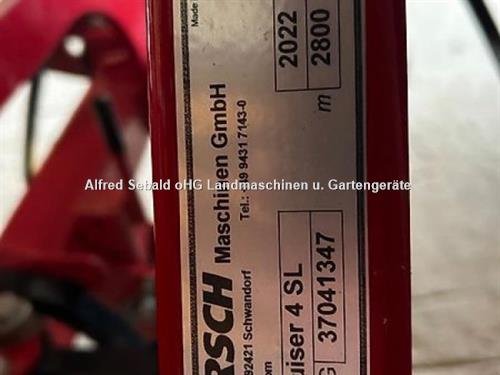 Made
RSCH
Maschinen GmbH
92421 Schwandorf
Tel.: +49 9431 7143-0
om
uiser 4 SL
2022
G 37041347
m 2800
Alfred Sebald oHG Landmaschinen u. Gartengeräte